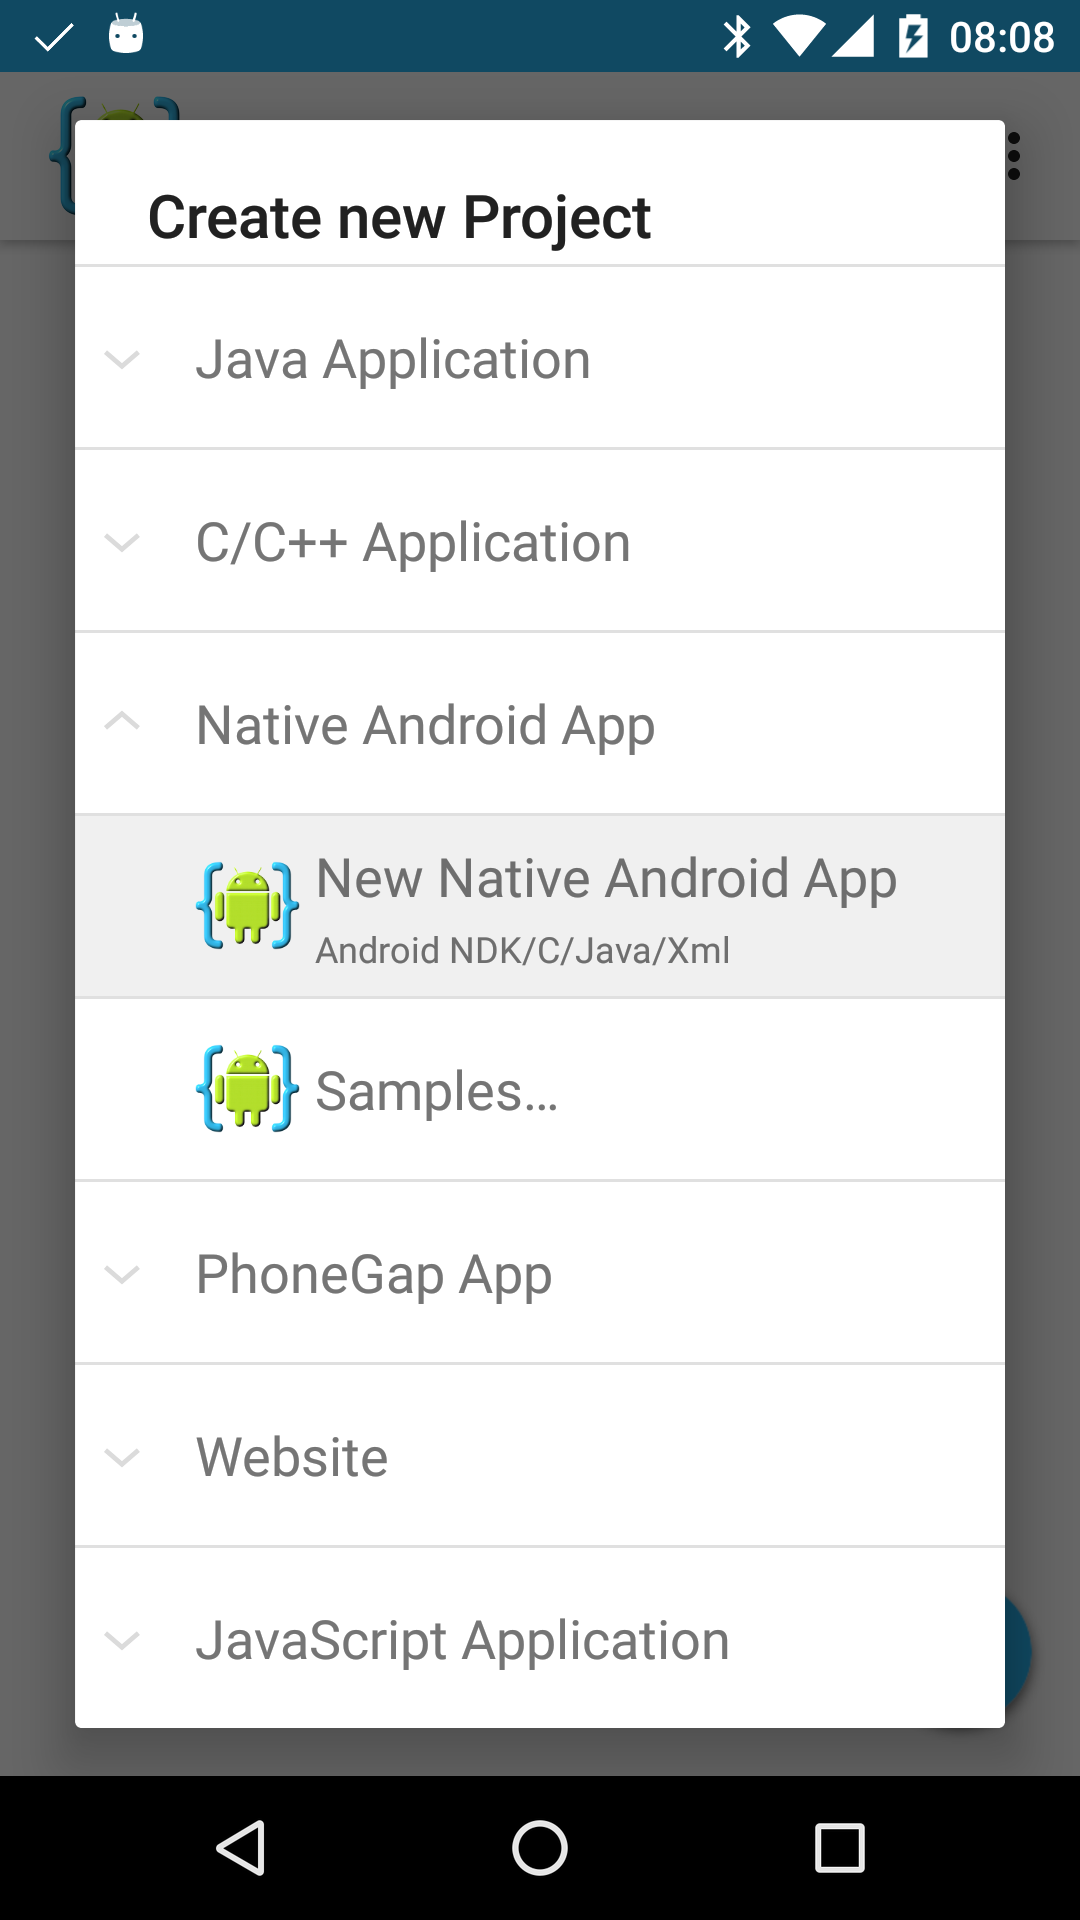 08:08
Create new Project
Java Application
C/C++ Application
Native Android App
New Native Android App
Android NDK/C/Java/Xml
Samples...
PhoneGap App
Website
JavaScript Application